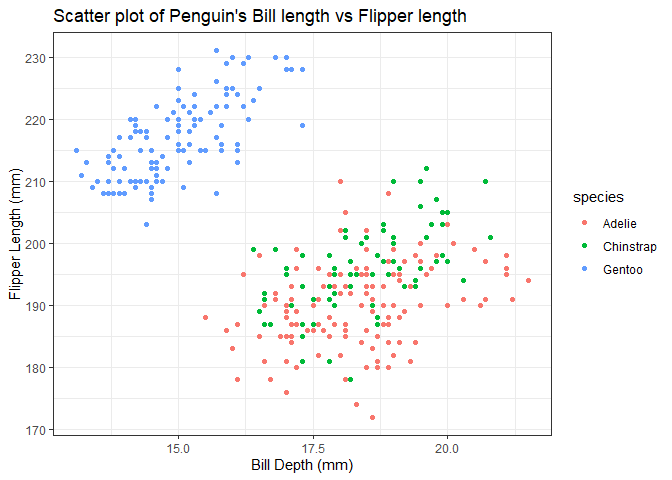 Scatter plot of Penguin's Bill length vs Flipper length
Flipper Length (mm)
230
220
210
200
190
180
170
15.0
17.5
20.0
Bill Depth (mm)
species
Adelie
Chinstrap
Gentoo